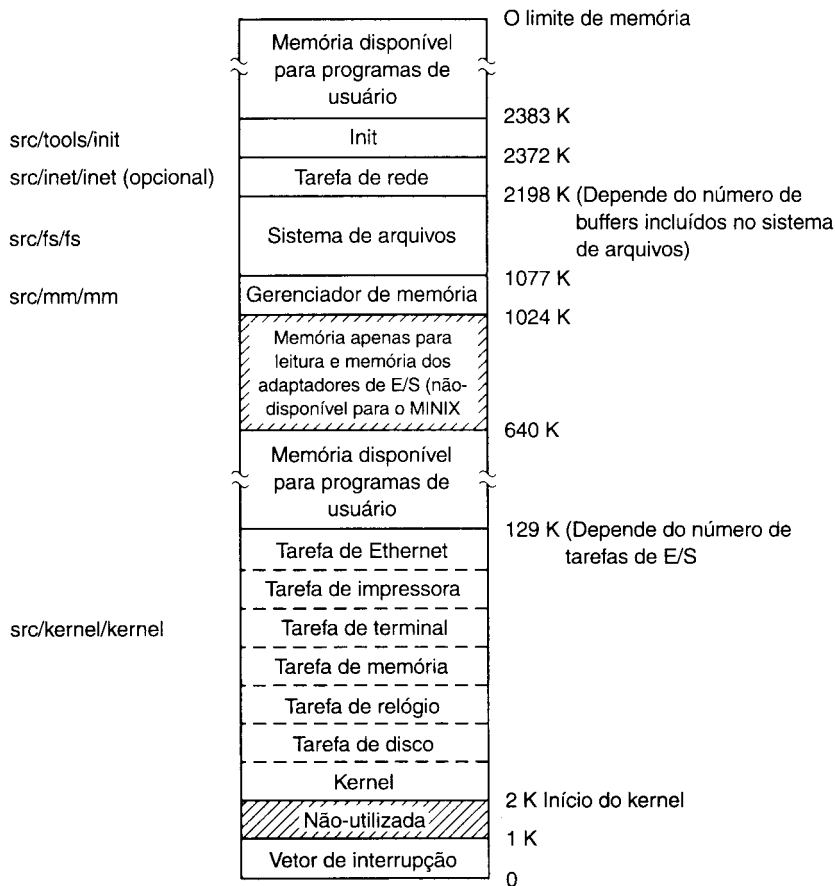 O limite de memória
Memória disponível
para programas de
usuário
2383 K
src/tools/init
Init
2372 K
src/inet/inet (opcional)
Tarefa de rede
2198 K (Depende do número de
buffers incluídos no sistema
de arquivos)
src/fs/fs
Sistema de arquivos
1077 K
src/mm/mm
Gerenciador de memória
1024 K
Memória apenas para
leitura e memória dos
adaptadores de E/S (não-
disponível para o MINIX
640 K
Memória disponível
para programas de
usuário
129 K (Depende do número de
tarefas de E/S
Tarefa de Ethernet
Tarefa de impressora
src/kernel/kernel
Tarefa de terminal
Tarefa de memória
Tarefa de relógio
Tarefa de disco
Kernel
2 K Início do kernel
Não-utilizada
1 K
Vetor de interrupção
0